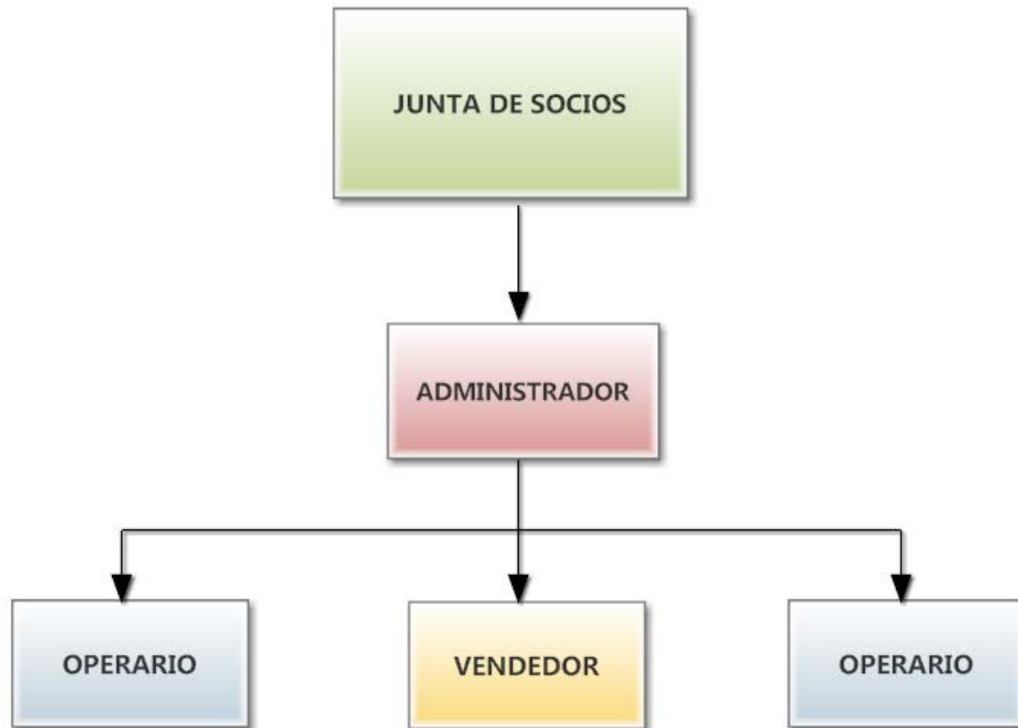 JUNTA DE SOCIOS
ADMINISTRADOR
OPERARIO
VENDEDOR
OPERARIO